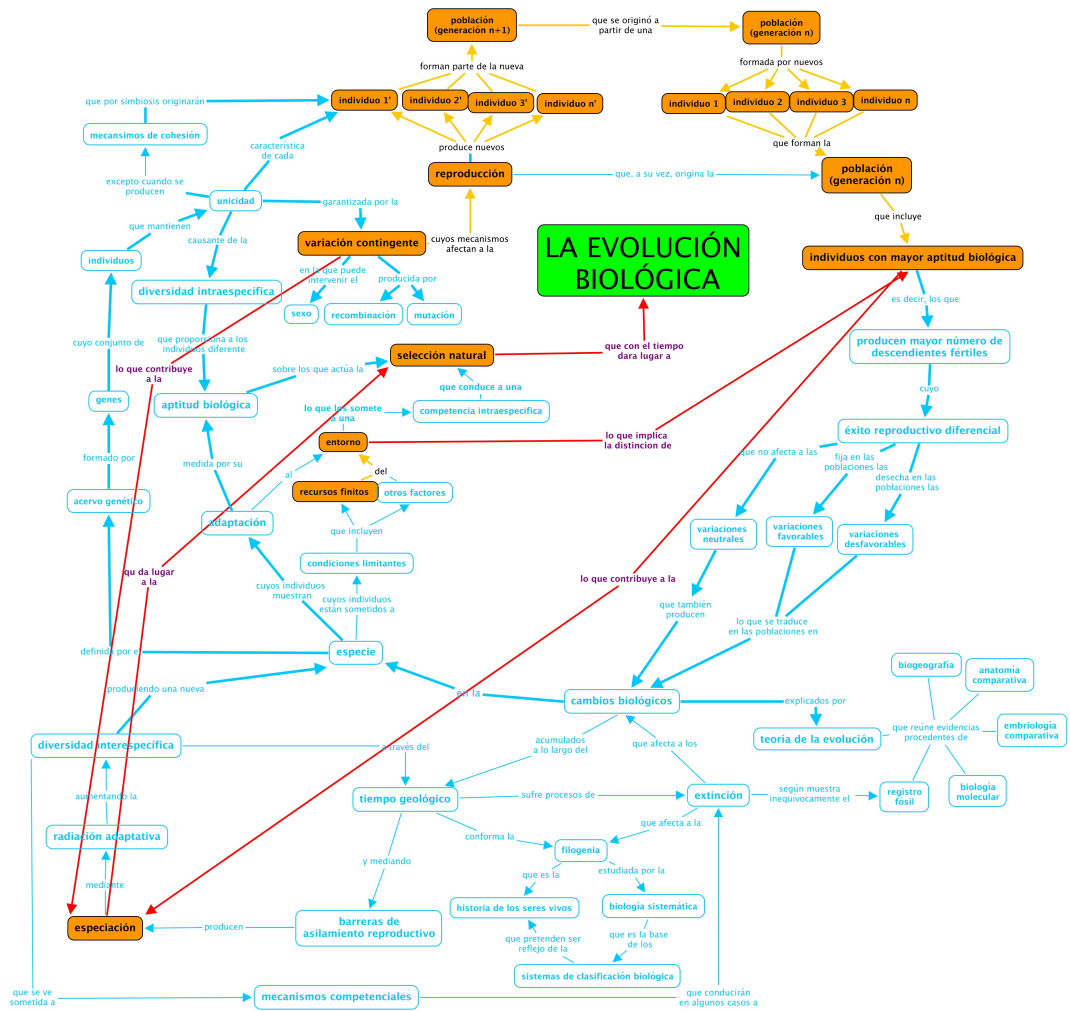 población
(generación n+1)
que se originó a
partir de una
población
(generación n)
forman parte de la nueva
formada por nuevos
que por simbiosis originarán
individuo 1'
individuo 2'
individuo 3'
individuo n'
individuo 1
individuo 2
individuo 3
individuo n
mecansimos de cohesión
característica
de cada
produce nuevos
que forman la
excepto cuando se
producen
reproducción
que, a su vez, origina la
población
(generación n)
unicidad
garantizada por la
que incluye
que mantienen
causante de la
variación contingente
cuyos mecanismos
afectan a la
LA EVOLUCIÓN
BIOLÓGICA
individuos con mayor aptitud biológica
individuos
en la que puede
intervenir el
producida por
diversidad intraespecífica
sexo
recombinación
mutación
es decir, los que
cuyo conjunto de
que proporciona a los
individuos diferente
selección natural
que con el tiempo
dara lugar a
producen mayor número de
descendientes fértiles
lo que contribuye
a la
sobre los que actúa la
que conduce a una
cuyo
genes
aptitud biológica
lo que los somete
a una
competencia intraespecífica
éxito reproductivo diferencial
entorno
lo que implica
la distincion de
que no afecta a las
fija en las
poblaciones las
desecha en las
poblaciones las
formado por
medida por su
al
del
acervo genético
recursos finitos
otros factores
adaptación
que incluyen
variaciones
neutrales
variaciones
favorables
variaciones
desfavorables
condiciones limitantes
qu da lugar
a la
lo que contribuye a la
cuyos individuos
muestran
cuyos individuos
están sometidos a
que también
producen
lo que se traduce
en las poblaciones en
definida por e
especie
produciendo una nueva
en la
cambios biológicos
explicados por
biogeografía
anatomía
comparativa
diversidad interespecífica
a través del
acumulados
a lo largo del
que afecta a los
teoría de la evolución
que reúne evidencias
procedentes de
embriología
comparativa
aumentando la
tiempo geológico
sufre procesos de
extinción
según muestra
inequivocamente el
registro
fósil
biología
molecular
radiación adaptativa
conforma la
que afecta a la
filogenia
y mediando
que es la
estudiada por la
mediante
historia de los seres vivos
biología sistemática
especiación
producen
barreras de
asilamiento reproductivo
que pretenden ser
reflejo de la
que es la base
de los
sistemas de clasificación biológica
que se ve
sometida a
mecanismos competenciales
que conducirán
en algunos casos a